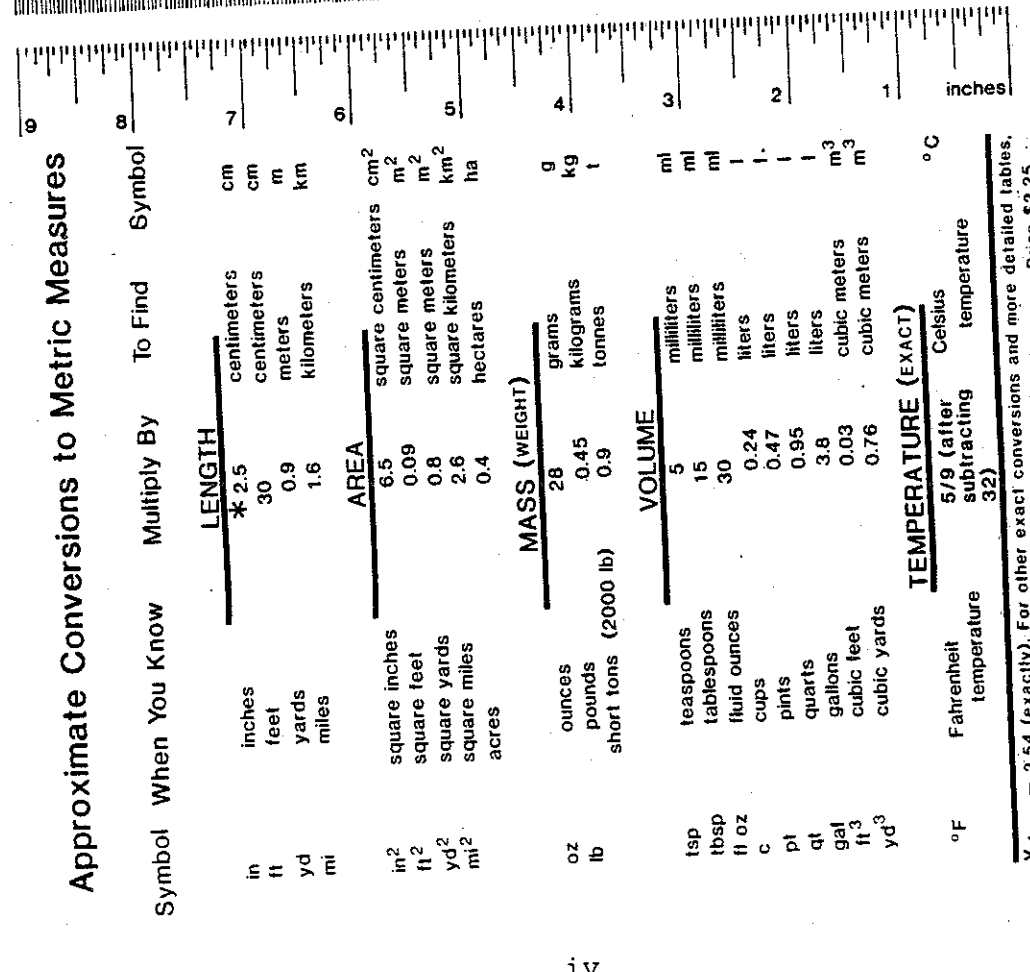 Approximate Conversions to Metric Measures
Symbol When You Know Multiply By To Find Symbol
LENGTH
in inches *2.5 centimeters cm
ft feet 30 centimeters cm
yd yards 0.9 meters m
mi miles 1.6 kilometers km
AREA
in² square inches 6.5 square centimeters cm²
ft² square feet 0.09 square meters m²
yd² square yards 0.8 square meters m²
mi² square miles 2.6 square kilometers km²
acres 0.4 hectares ha
MASS (WEIGHT)
oz ounces 28 grams g
lb pounds 0.45 kilograms kg
short tons (2000 lb) 0.9 tonnes t
VOLUME
tsp teaspoons 5 milliliters ml
tbsp tablespoons 15 milliliters ml
fl oz fluid ounces 30 milliliters ml
c cups 0.24 liters l
pt pints 0.47 liters l
qt quarts 0.95 liters l
gal gallons 3.8 liters l
ft³ cubic feet 0.03 cubic meters m³
yd³ cubic yards 0.76 cubic meters m³
TEMPERATURE (EXACT)
°F Fahrenheit 5/9 (after Celsius °C
temperature subtracting temperature
32)
= 2.54 (exactly). For other exact conversions and more detailed tables,
Price $2.25
9 8 7 6 5 4 3 2 1 inches
iv